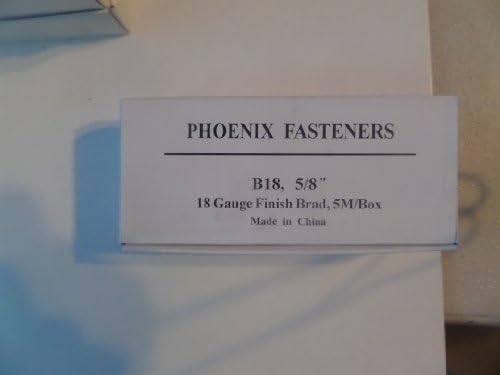 PHOENIX FASTENERS
B18, 5/8"
18 Gauge Finish Brad, 5M/Box
Made in China